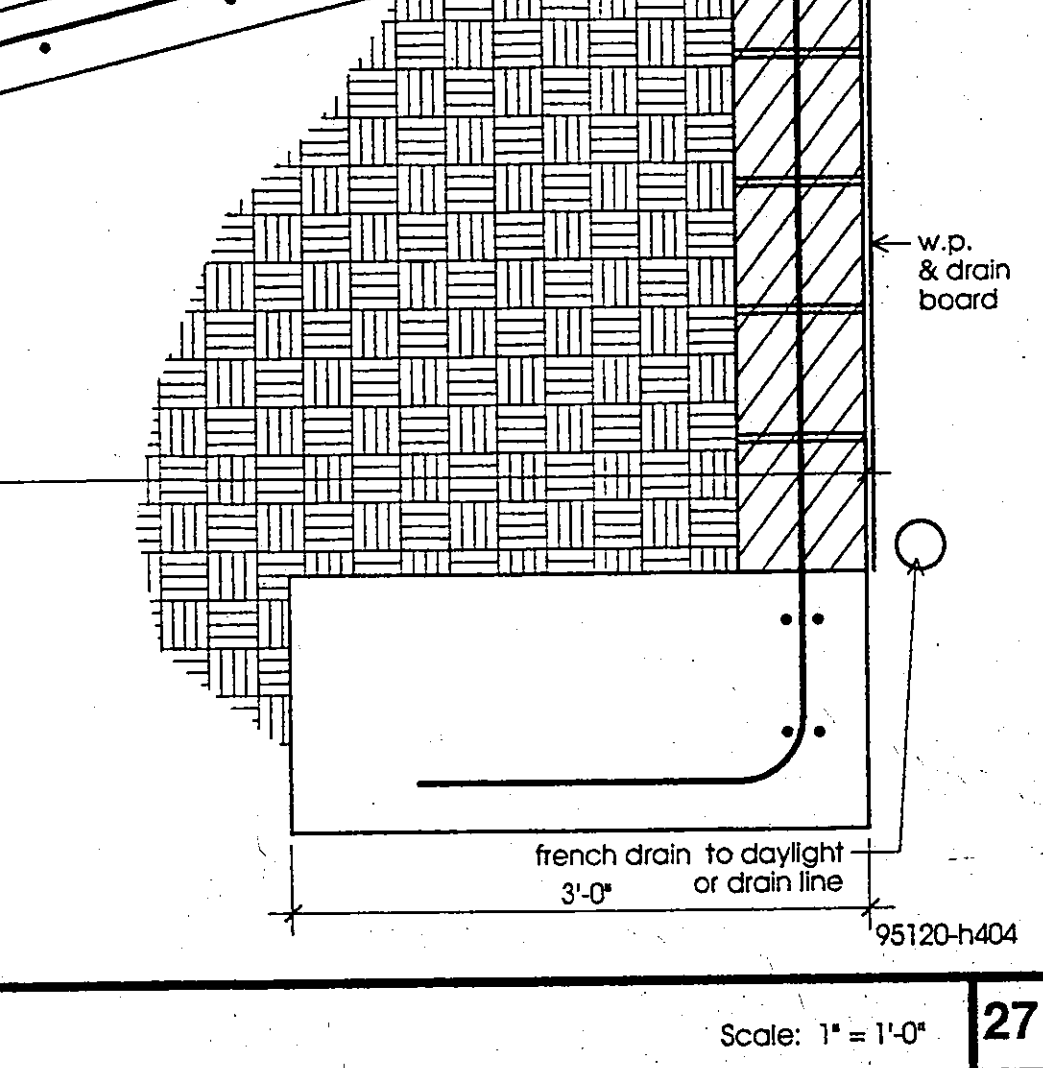 w.p.
& drain
board
french drain to daylight
or drain line
3'-0"
95120-h404
Scale: 1" = 1'-0"
27